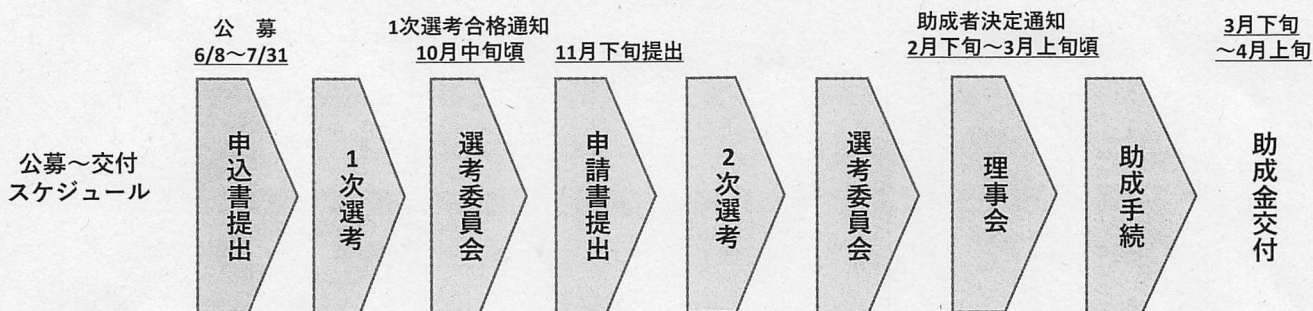 公　募
6/8～7/31
1次選考合格通知
10月中旬頃
11月下旬提出
助成者決定通知
2月下旬～3月上旬頃
3月下旬
～4月上旬
公募～交付
スケジュール
申込書提出
1次選考
選考委員会
申請書提出
2次選考
選考委員会
理事会
助成手続
助成金交付